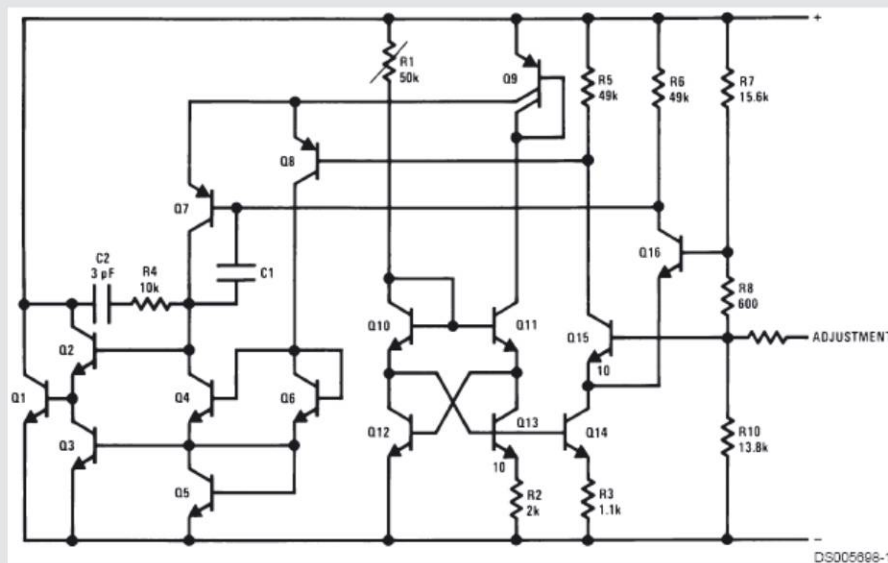 +
R1
50k
Q9
R5
49k
R6
49k
R7
15.6k
Q8
Q7
Q16
C2
3 pF
R4
10k
C1
R8
600
Q10
Q11
Q15
10
ADJUSTMENT
Q2
Q1
Q4
Q6
Q3
Q12
Q13
10
Q14
R10
13.8k
Q5
R2
2k
R3
1.1k
–
DS005698-1